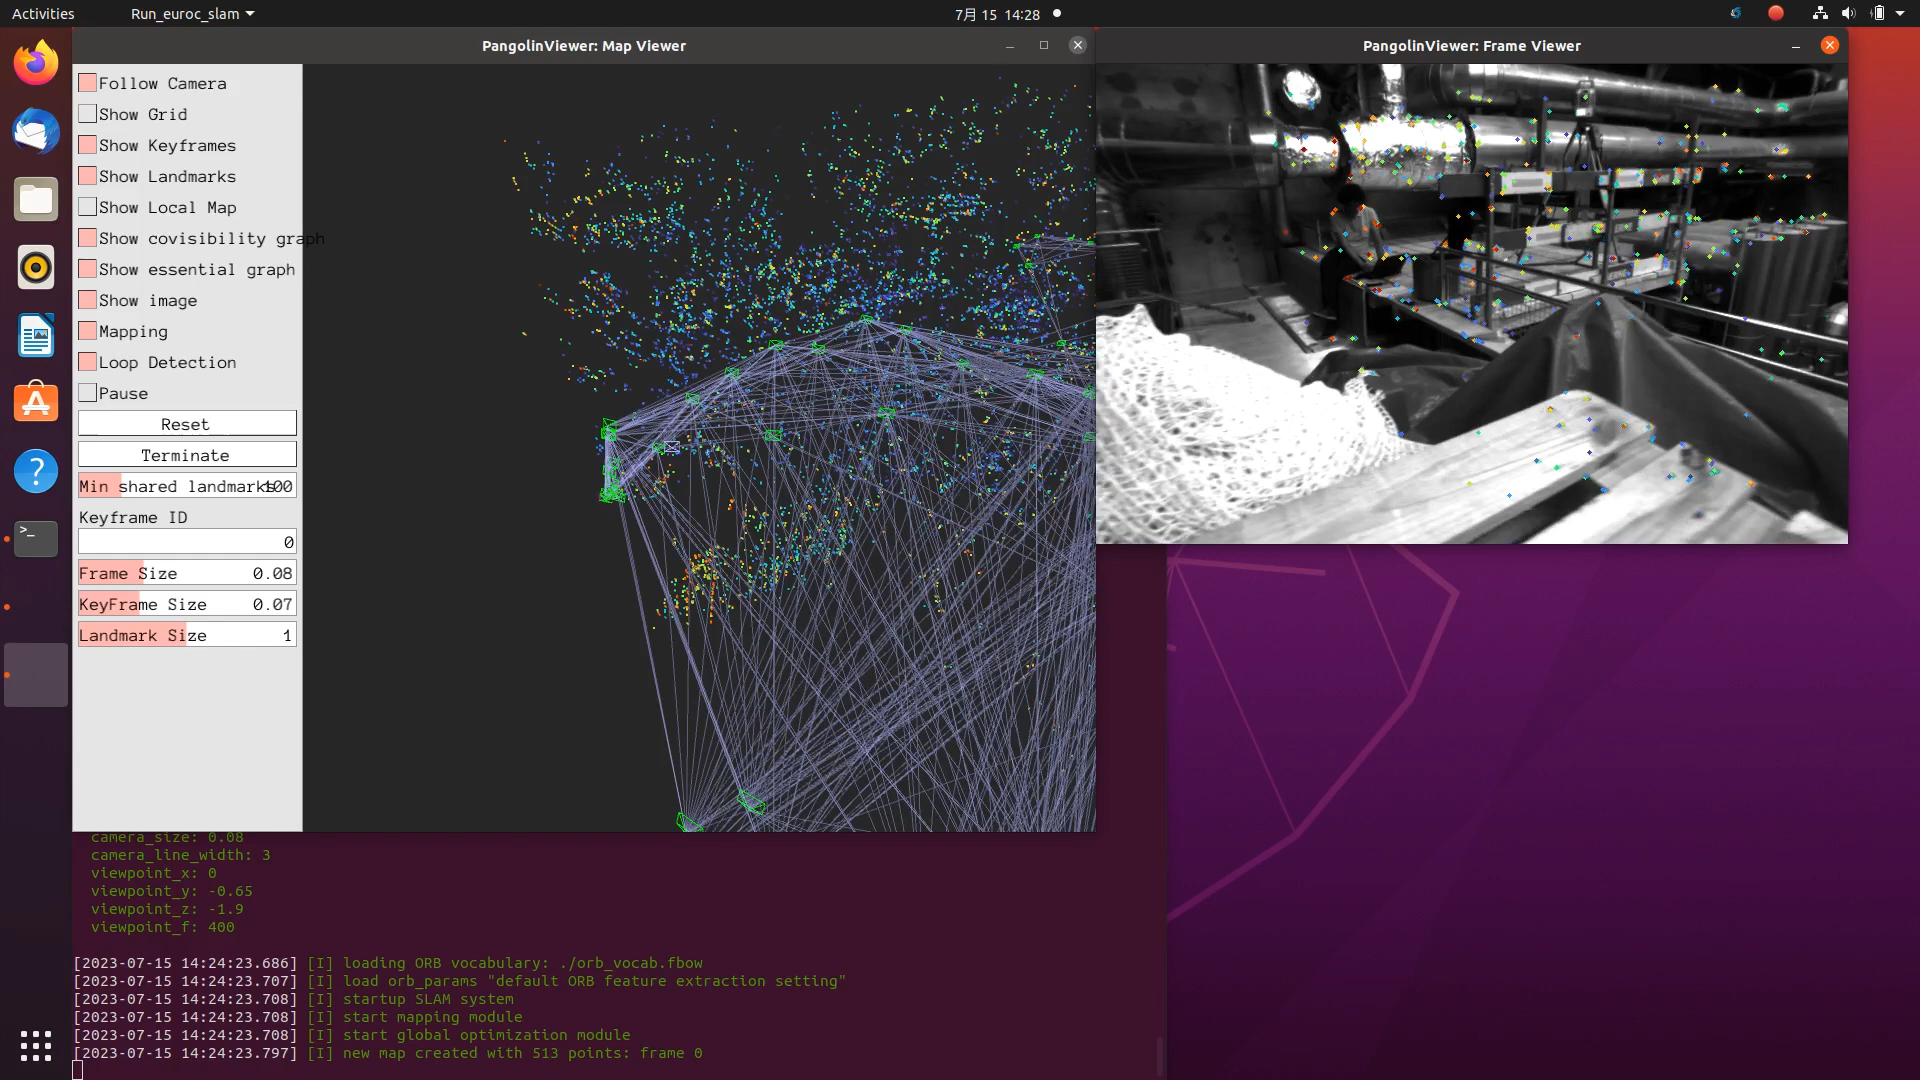 Activities
Run_euroc_slam
7月 15 14:28
PangolinViewer: Map Viewer
PangolinViewer: Frame Viewer
Follow Camera
Show Grid
Show Keyframes
Show Landmarks
Show Local Map
Show covisibility graph
Show essential graph
Show image
Mapping
Loop Detection
Pause
Reset
Terminate
Min shared landmarks 100
Keyframe ID
0
Frame Size 0.08
KeyFrame Size 0.07
Landmark Size 1
camera_size: 0.08
camera_line_width: 3
viewpoint_x: 0
viewpoint_y: -0.65
viewpoint_z: -1.9
viewpoint_f: 400
[2023-07-15 14:24:23.686] [I] loading ORB vocabulary: ./orb_vocab.fbow
[2023-07-15 14:24:23.707] [I] load orb_params "default ORB feature extraction setting"
[2023-07-15 14:24:23.708] [I] startup SLAM system
[2023-07-15 14:24:23.708] [I] start mapping module
[2023-07-15 14:24:23.708] [I] start global optimization module
[2023-07-15 14:24:23.797] [I] new map created with 513 points: frame 0